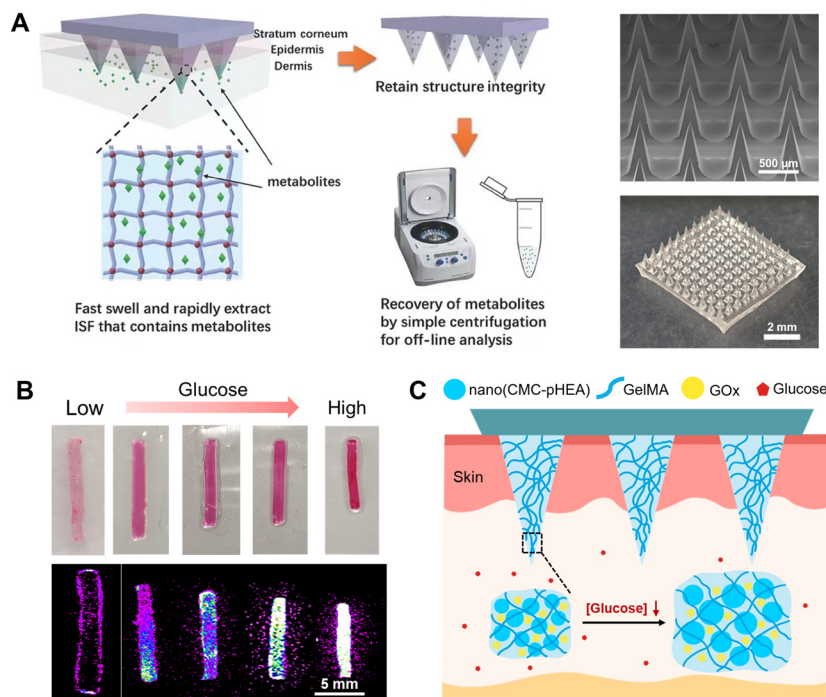 A
Stratum corneum
Epidermis
Dermis
Retain structure integrity
metabolites
Fast swell and rapidly extract
ISF that contains metabolites
Recovery of metabolites
by simple centrifugation
for off-line analysis
500 μm
2 mm
B
Glucose
Low
High
5 mm
C
nano(CMC-pHEA)
GelMA
GOx
Glucose
Skin
[Glucose] ↓